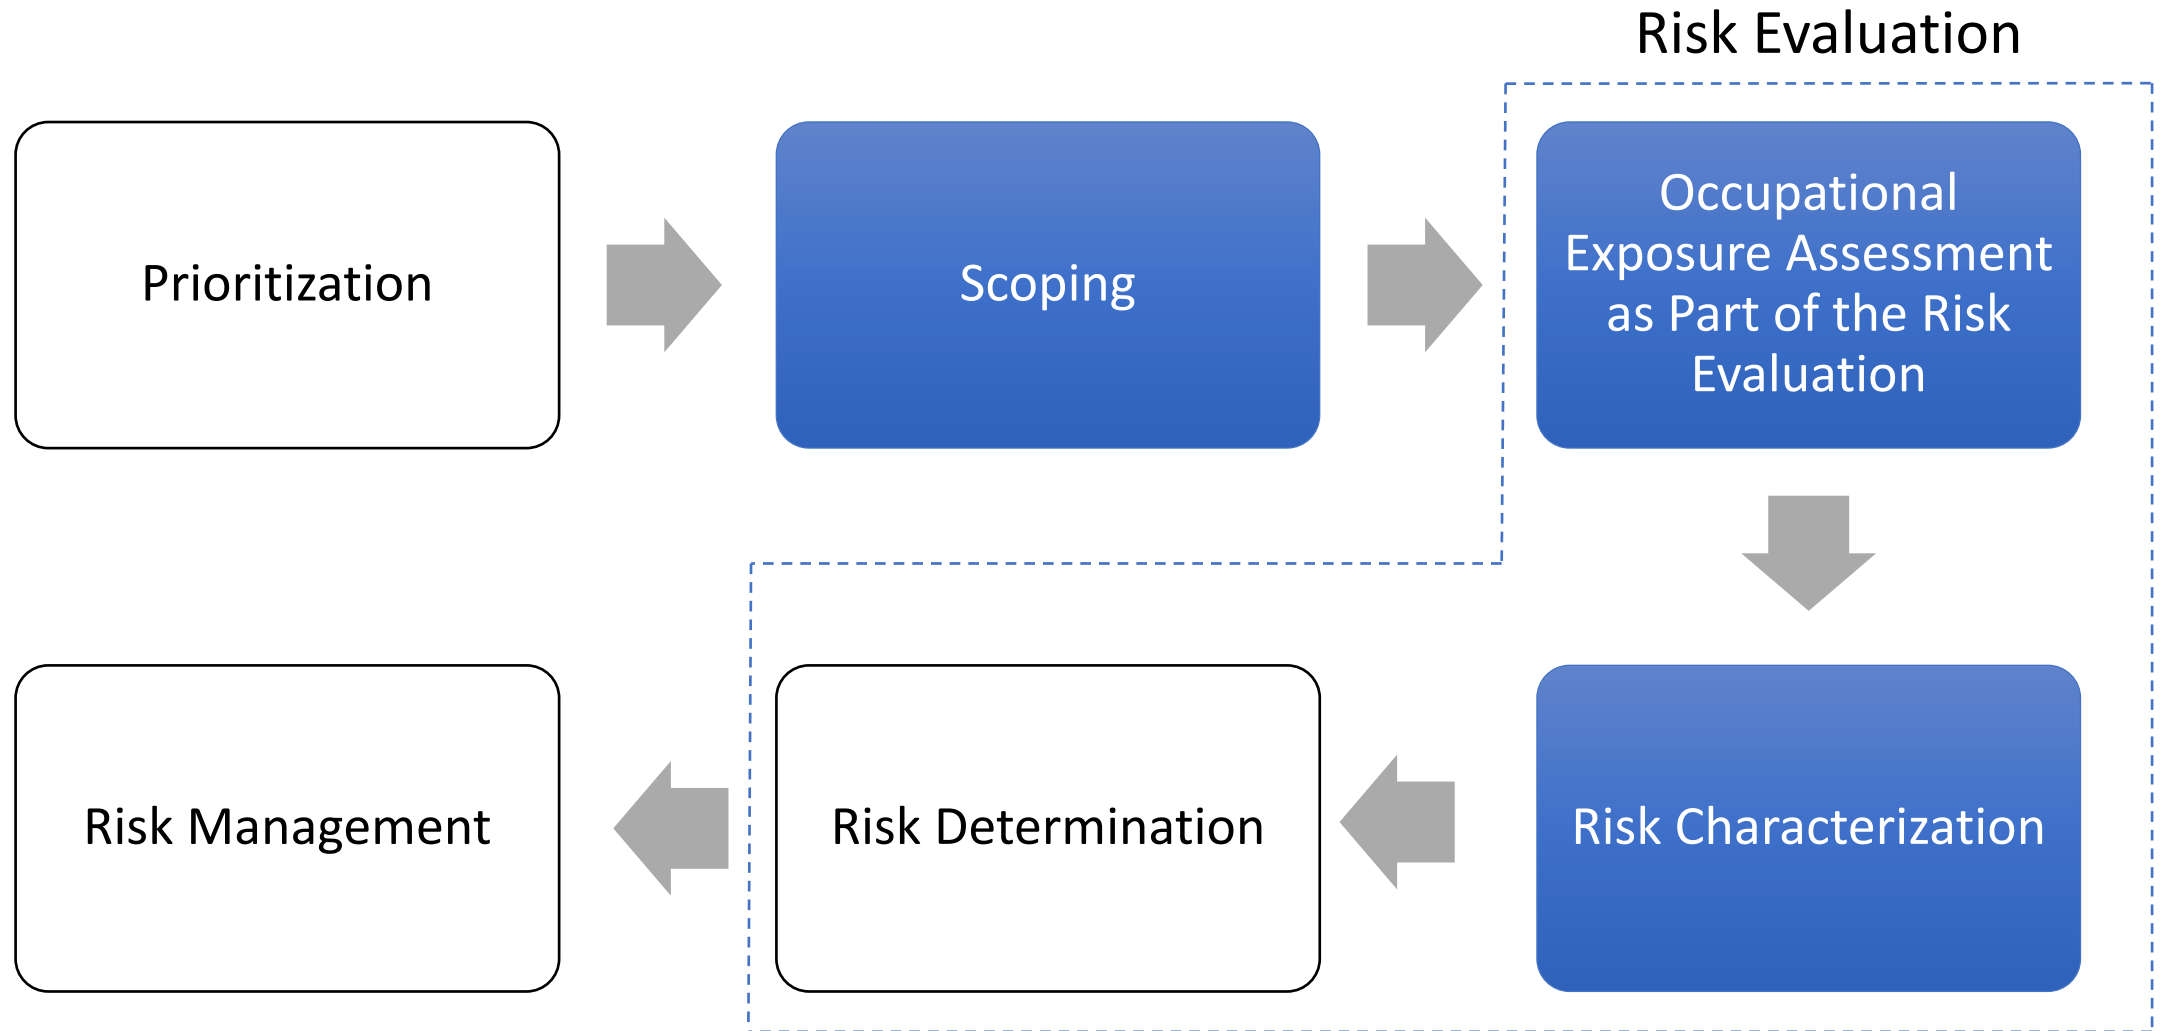 Risk Evaluation
Prioritization
Scoping
Occupational
Exposure Assessment
as Part of the Risk
Evaluation
Risk Management
Risk Determination
Risk Characterization